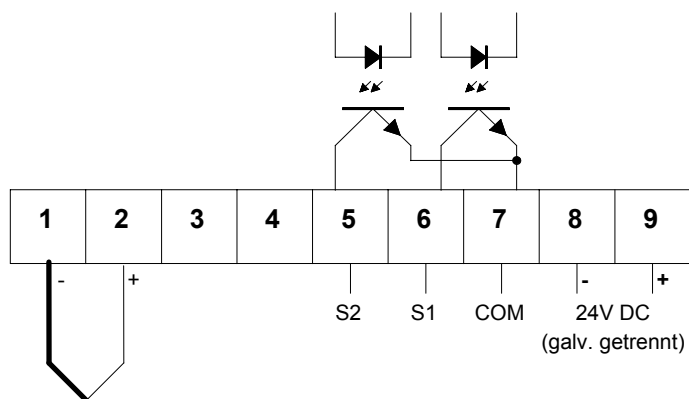 1 2 3 4 5 6 7 8 9
- + - +
S2 S1 COM 24V DC
(galv. getrennt)